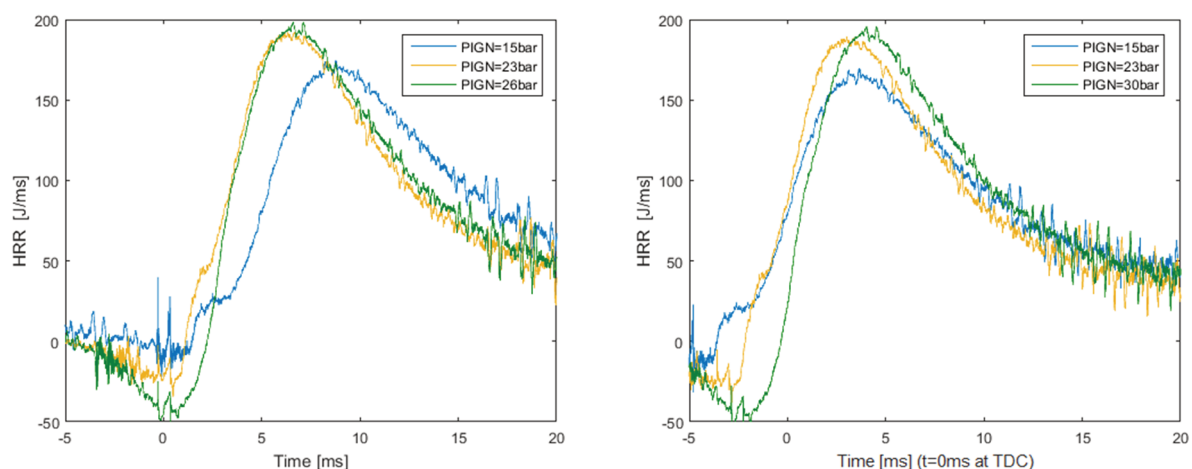 200
150
100
50
0
-50
HRR [J/ms]
-5 0 5 10 15 20
Time [ms]
PIGN=15bar
PIGN=23bar
PIGN=26bar
200
150
100
50
0
-50
HRR [J/ms]
-5 0 5 10 15 20
Time [ms] (t=0ms at TDC)
PIGN=15bar
PIGN=23bar
PIGN=30bar